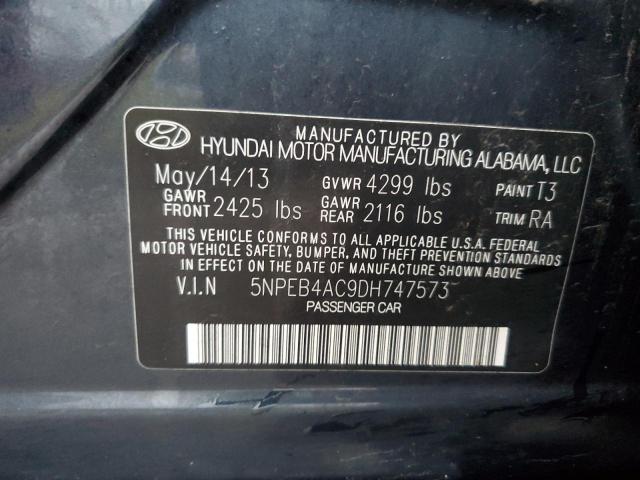 MANUFACTURED BY
HYUNDAI MOTOR MANUFACTURING ALABAMA, LLC
May/14/13 GVWR 4299 lbs PAINT T3
GAWR FRONT 2425 lbs GAWR REAR 2116 lbs TRIM RA
THIS VEHICLE CONFORMS TO ALL APPLICABLE U.S.A. FEDERAL
MOTOR VEHICLE SAFETY, BUMPER, AND THEFT PREVENTION STANDARDS
IN EFFECT ON THE DATE OF MANUFACTURE SHOWN ABOVE.
V.I.N 5NPEB4AC9DH747573
PASSENGER CAR